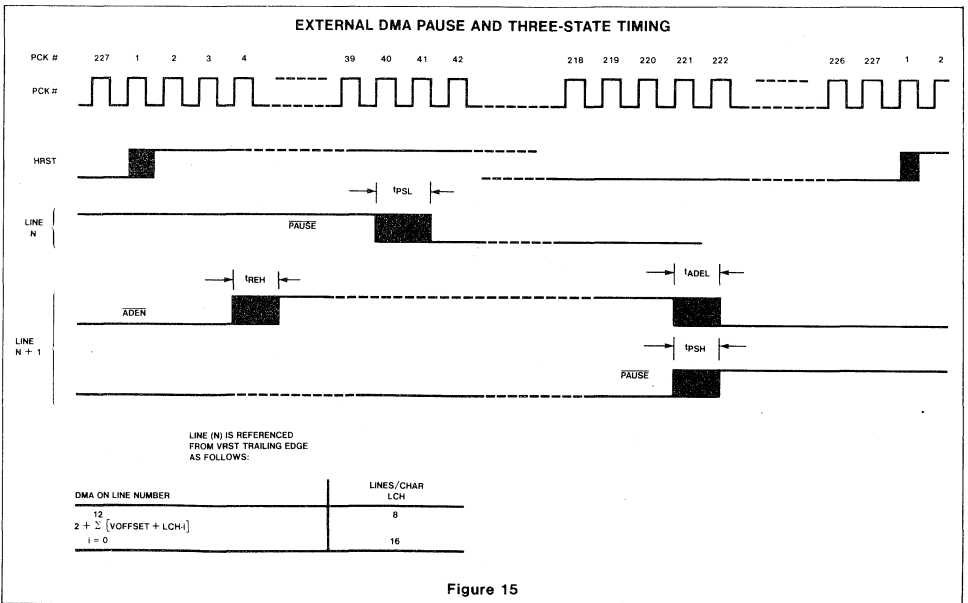 EXTERNAL DMA PAUSE AND THREE-STATE TIMING
PCK # 227 1 2 3 4 39 40 41 42 218 219 220 221 222 226 227 1 2
PCK #
HRST
tPSL
LINE
N
PAUSE
tREH
tADEL
ADEN
LINE
N + 1
tPSH
PAUSE
LINE (N) IS REFERENCED
FROM VRST TRAILING EDGE
AS FOLLOWS:
DMA ON LINE NUMBER
LINES/CHAR
LCH
12 8
2 + Σ [VOFFSET + LCH·i]
i = 0 16
Figure 15